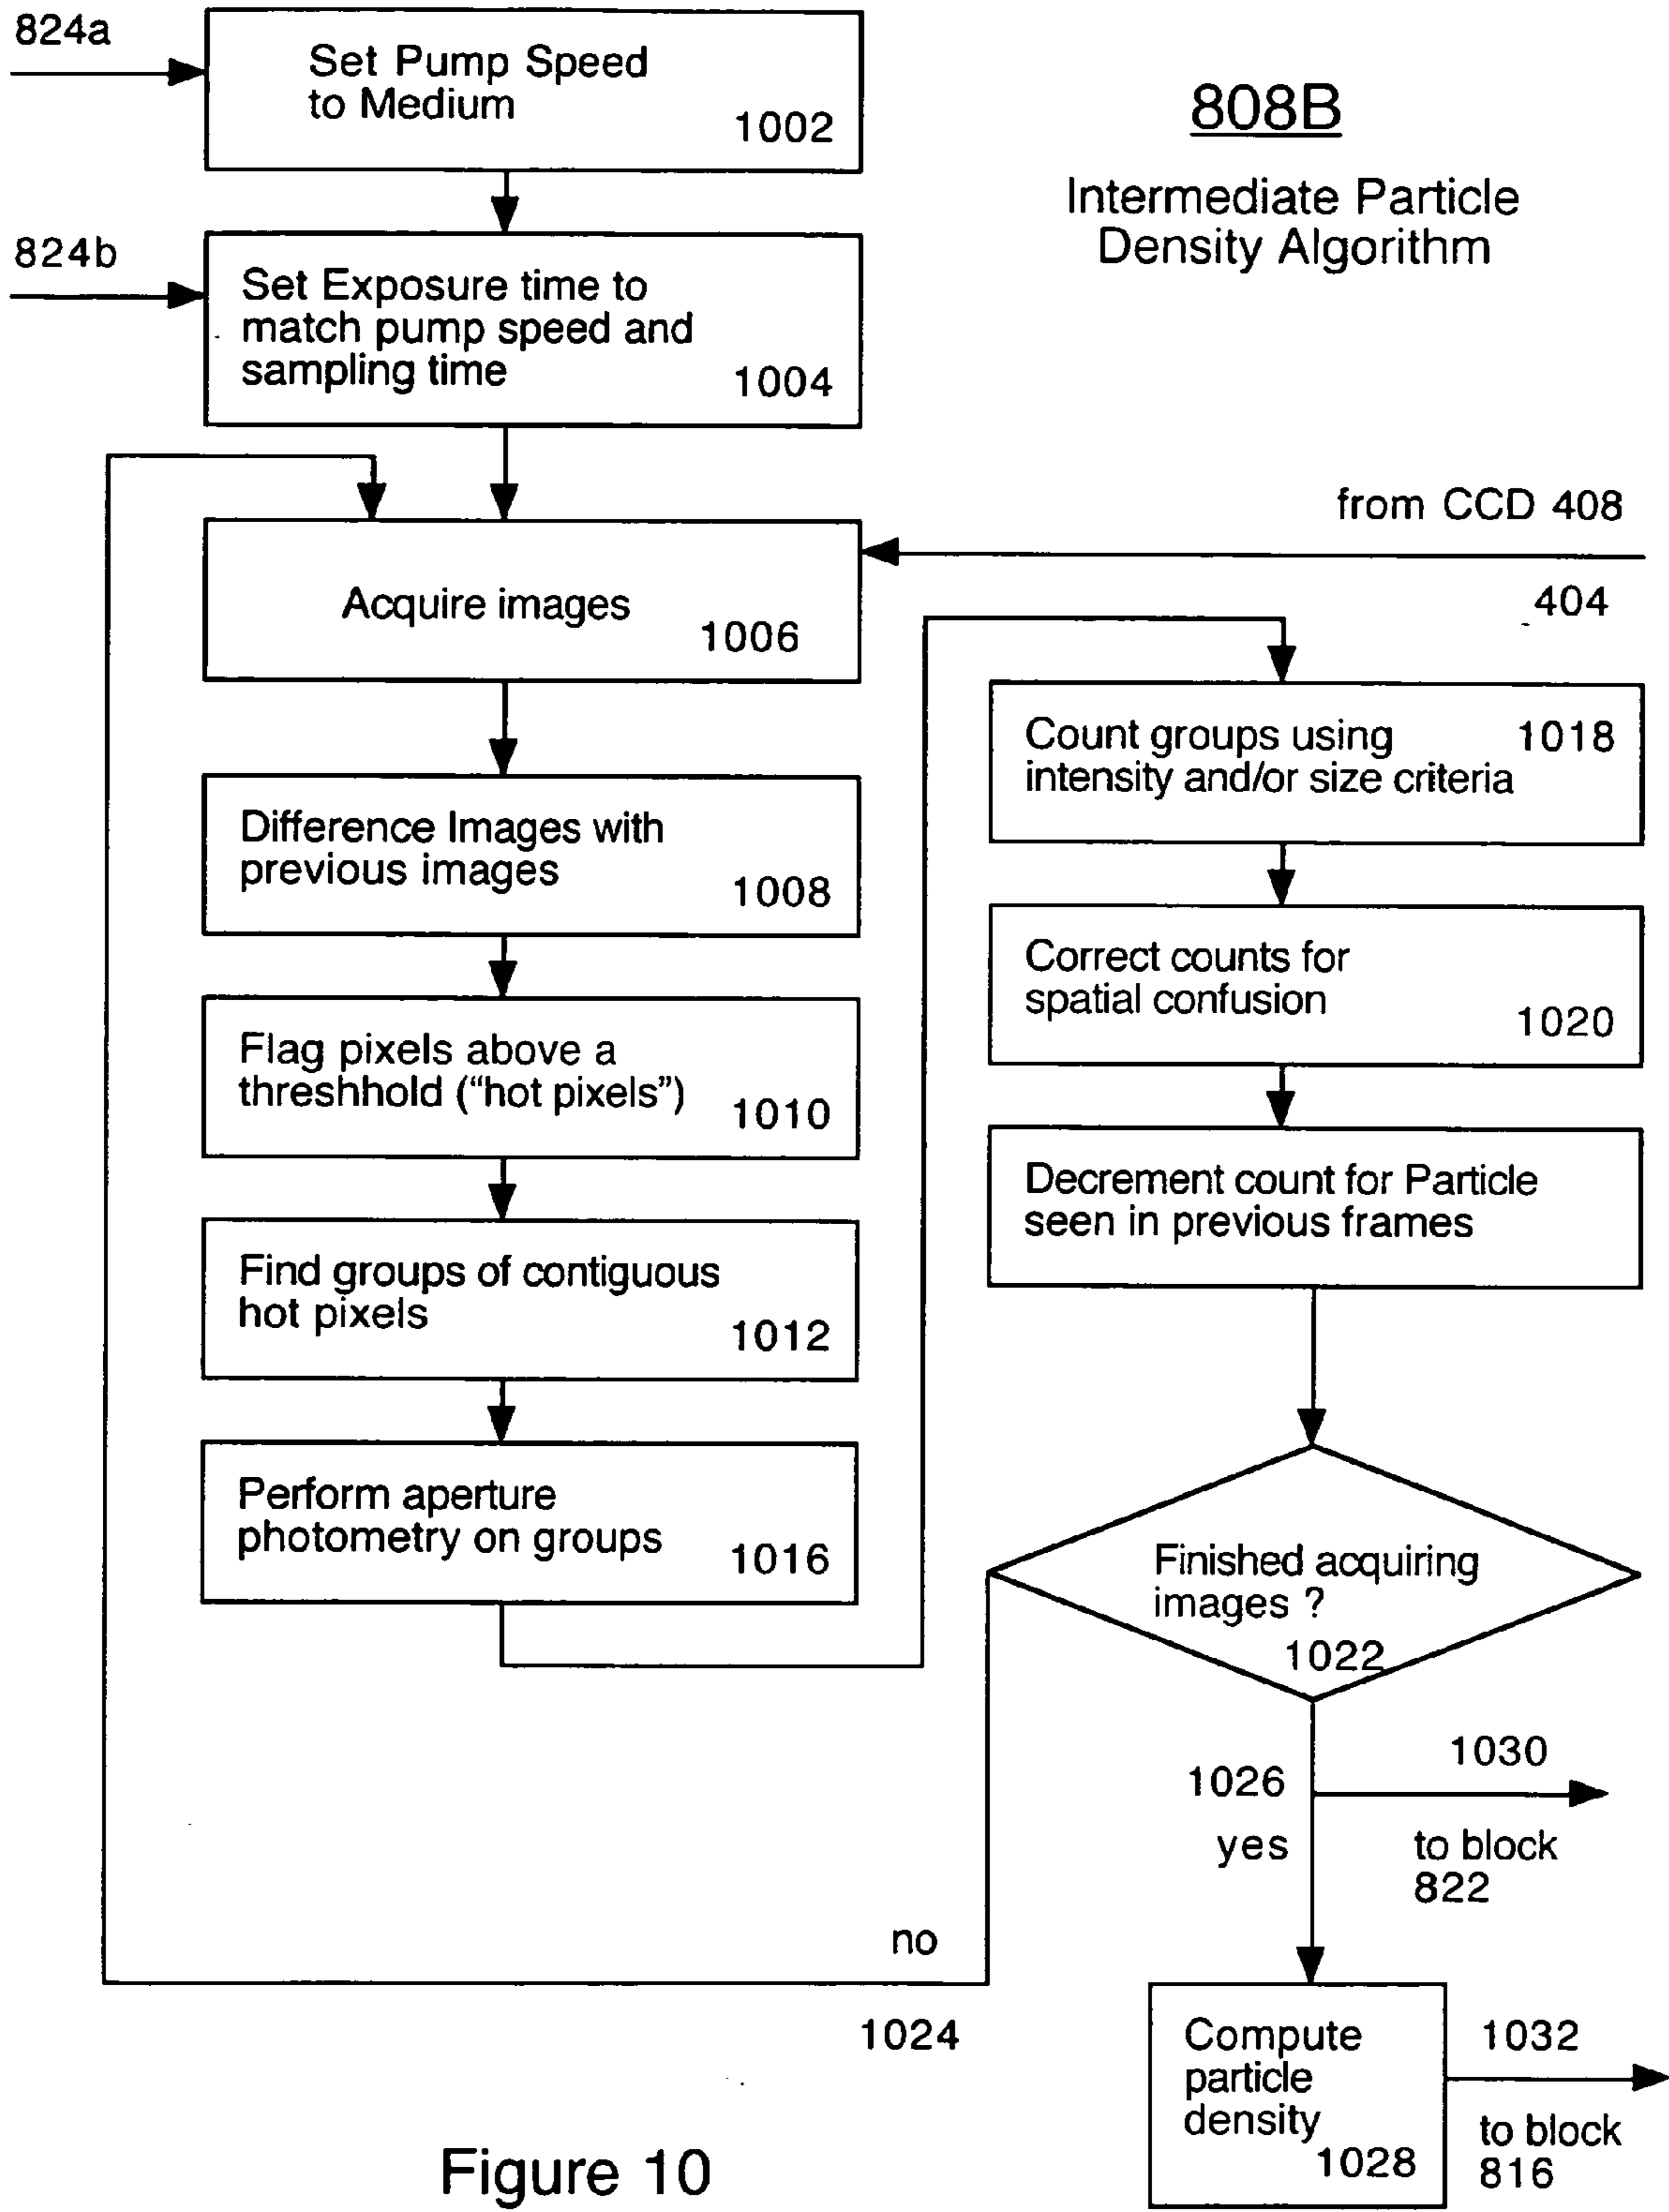 824a
Set Pump Speed
to Medium
1002
808B
Intermediate Particle
Density Algorithm
824b
Set Exposure time to
match pump speed and
sampling time
1004
from CCD 408
404
Acquire images
1006
Difference Images with
previous images
1008
Flag pixels above a
threshhold (“hot pixels”)
1010
Find groups of contiguous
hot pixels
1012
Perform aperture
photometry on groups
1016
Count groups using
intensity and/or size criteria
1018
Correct counts for
spatial confusion
1020
Decrement count for Particle
seen in previous frames
Finished acquiring
images ?
1022
1026
yes
1030
to block
822
no
1024
Compute
particle
density
1028
1032
to block
816
Figure 10